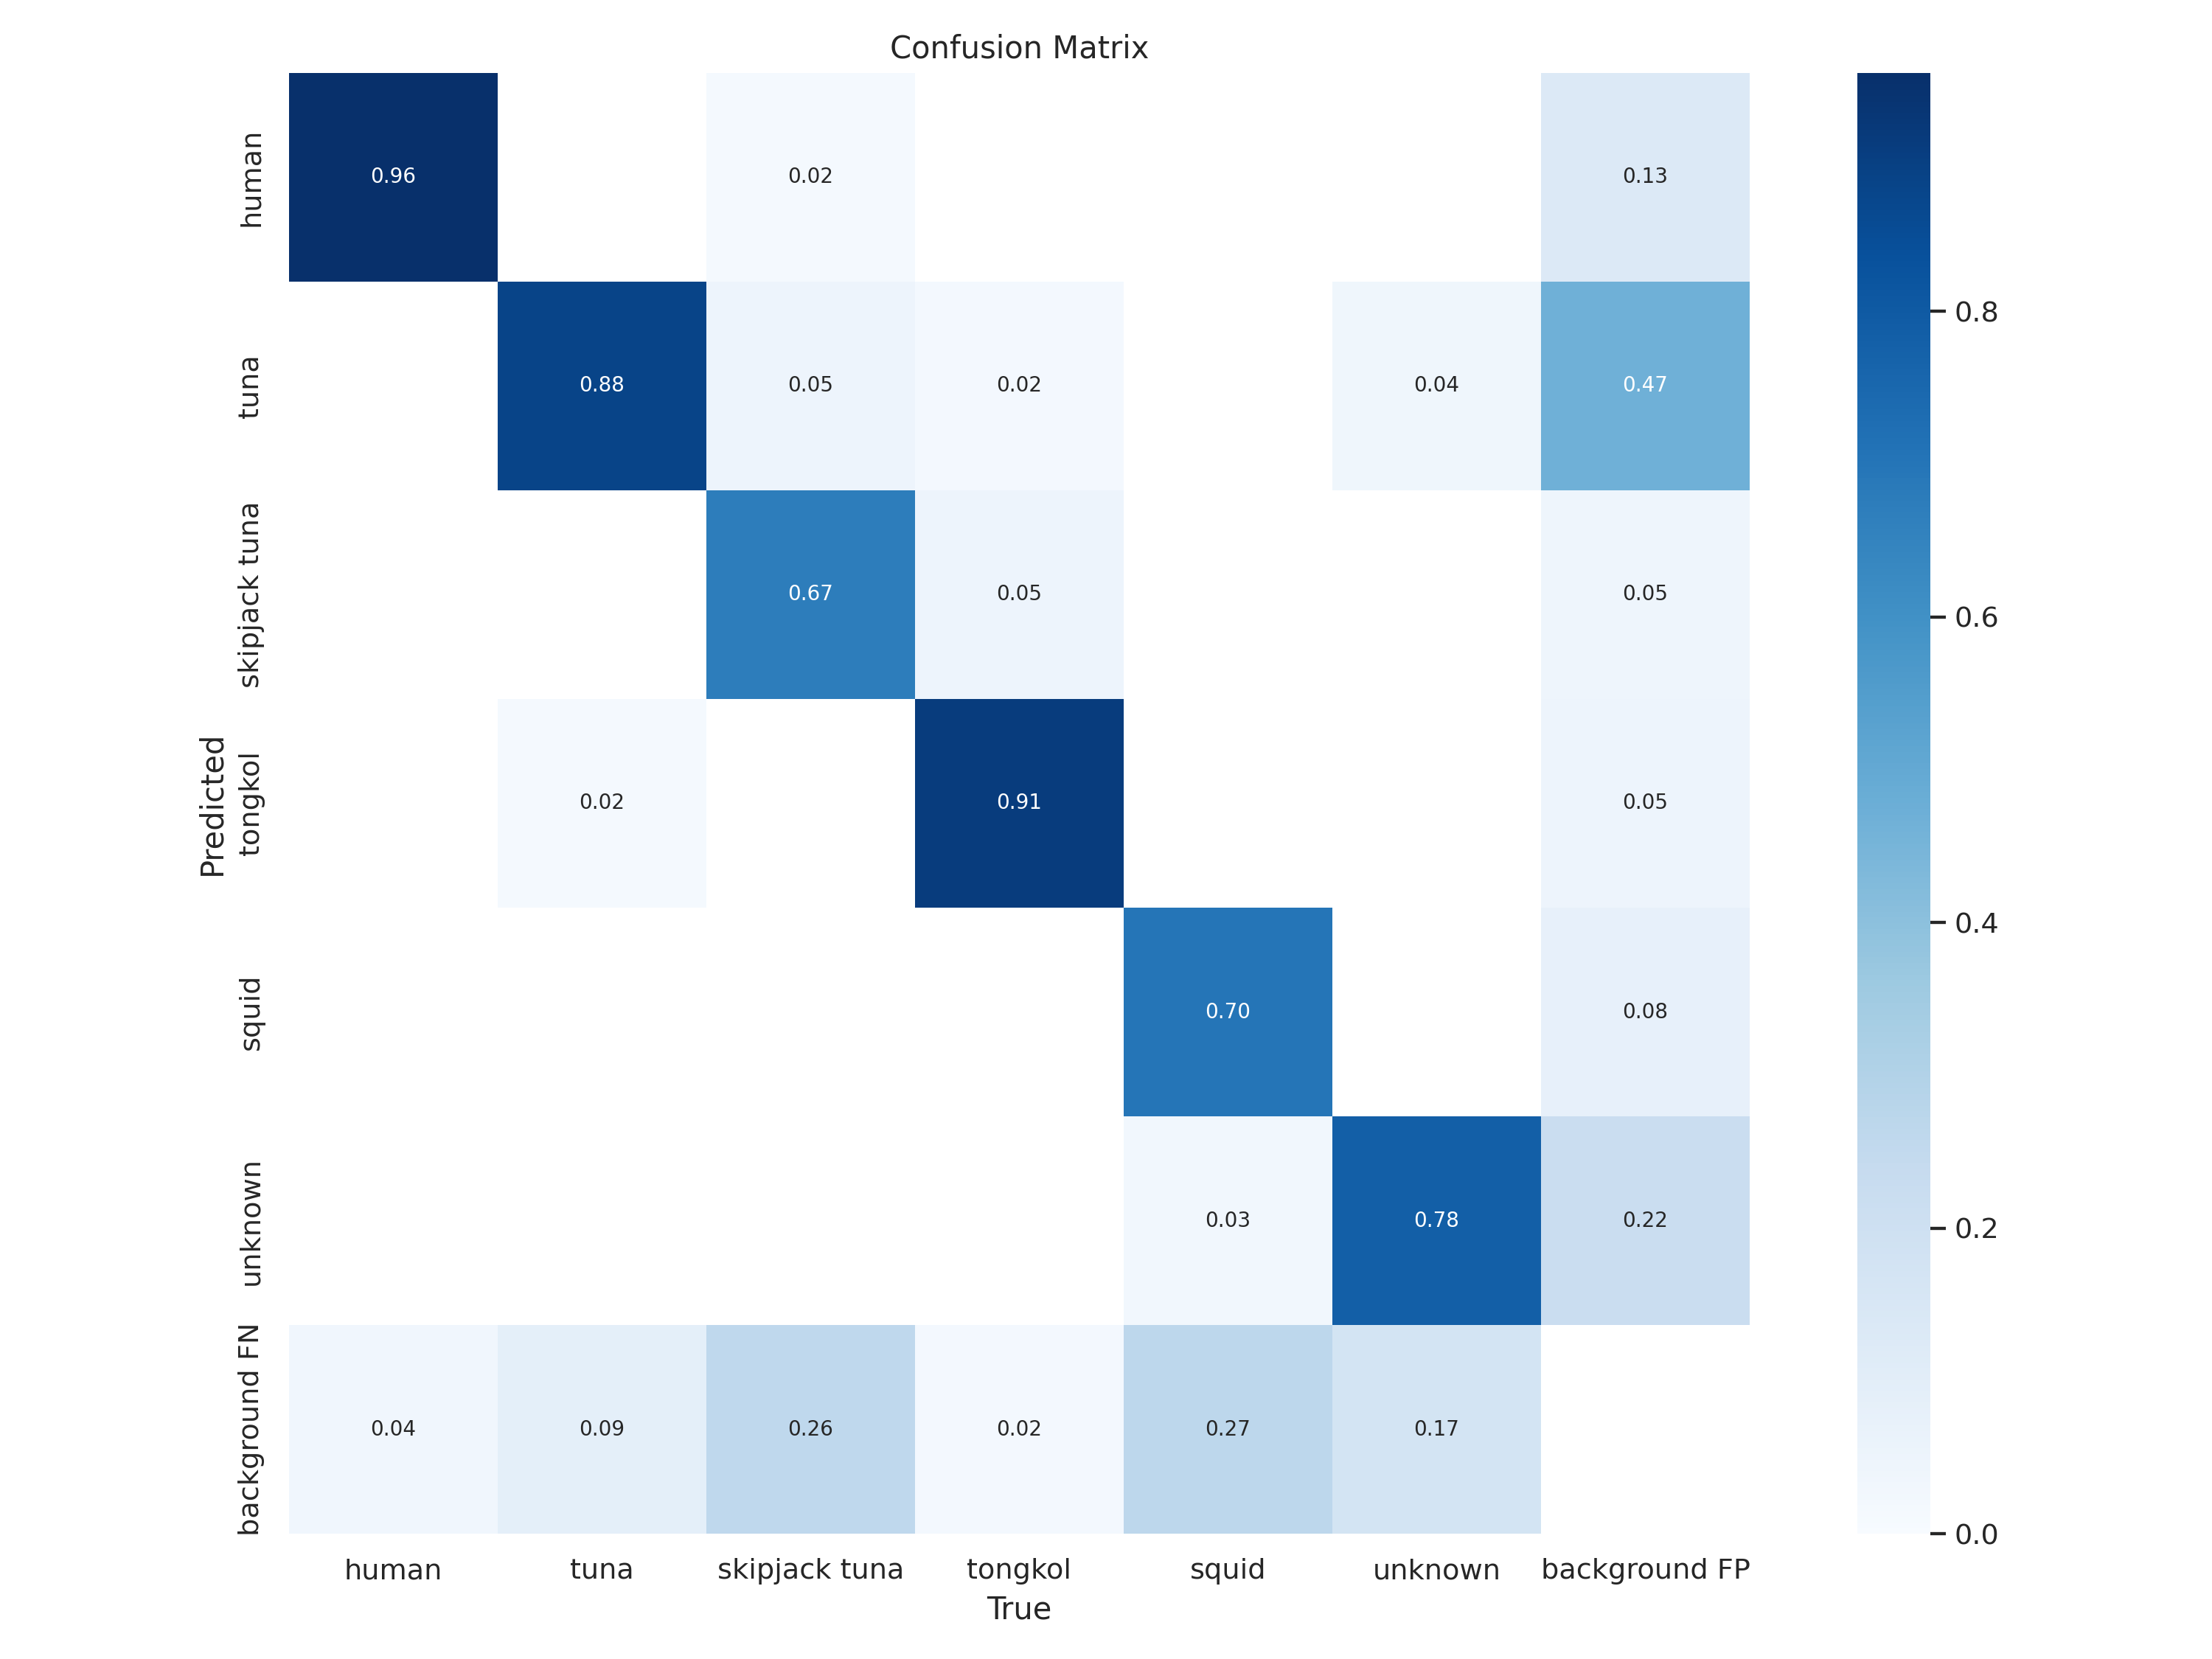 Confusion Matrix
human
0.96
0.02
0.13
tuna
0.88
0.05
0.02
0.04
0.47
skipjack tuna
0.67
0.05
0.05
Predicted
tongkol
0.02
0.91
0.05
squid
0.70
0.08
unknown
0.03
0.78
0.22
background FN
0.04
0.09
0.26
0.02
0.27
0.17
human
tuna
skipjack tuna
tongkol
squid
unknown
background FP
True
0.8
0.6
0.4
0.2
0.0